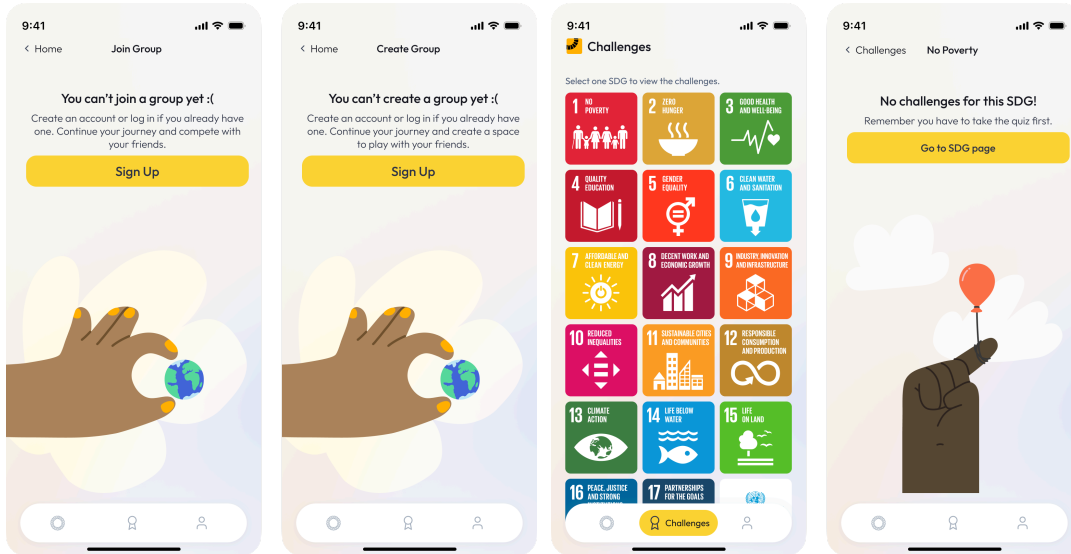 9:41
Home
Join Group
You can't join a group yet :(
Create an account or log in if you already have
one. Continue your journey and compete with
your friends.
Sign Up
9:41
Home
Create Group
You can't create a group yet :(
Create an account or log in if you already have
one. Continue your journey and create a space
to play with your friends.
Sign Up
9:41
Challenges
Select one SDG to view the challenges.
1 NO
POVERTY
2 ZERO
HUNGER
3 GOOD HEALTH
AND WELL-BEING
4 QUALITY
EDUCATION
5 GENDER
EQUALITY
6 CLEAN WATER
AND SANITATION
7 AFFORDABLE AND
CLEAN ENERGY
8 DECENT WORK AND
ECONOMIC GROWTH
9 INDUSTRY, INNOVATION
AND INFRASTRUCTURE
10 REDUCED
INEQUALITIES
11 SUSTAINABLE CITIES
AND COMMUNITIES
12 RESPONSIBLE
CONSUMPTION
AND PRODUCTION
13 CLIMATE
ACTION
14 LIFE BELOW
WATER
15 LIFE
ON LAND
16 PEACE, JUSTICE
AND STRONG
17 PARTNERSHIPS
FOR THE GOALS
Challenges
9:41
Challenges
No Poverty
No challenges for this SDG!
Remember you have to take the quiz first.
Go to SDG page